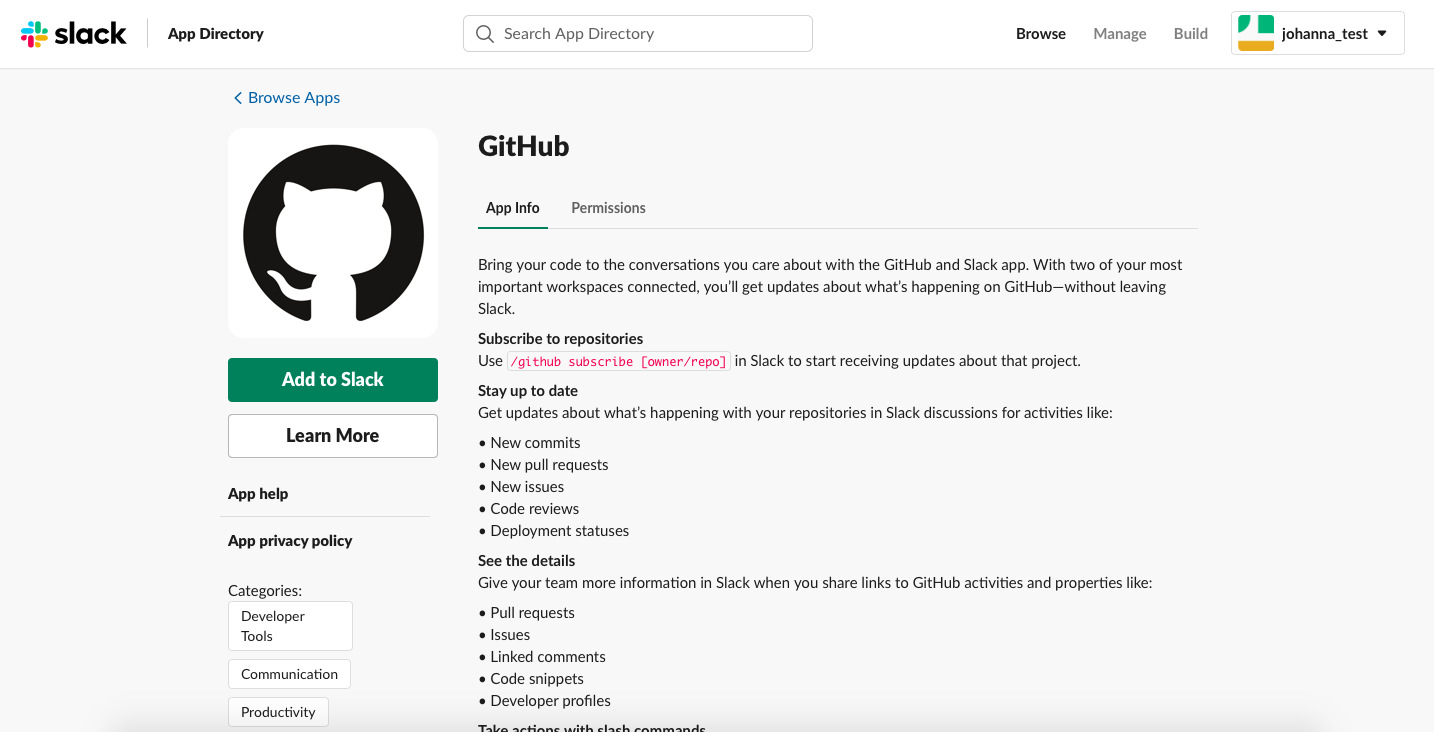 slack
App Directory
Search App Directory
Browse
Manage
Build
johanna_test
Browse Apps
GitHub
App Info
Permissions
Bring your code to the conversations you care about with the GitHub and Slack app. With two of your most
important workspaces connected, you’ll get updates about what’s happening on GitHub—without leaving
Slack.
Subscribe to repositories
Use /github subscribe [owner/repo] in Slack to start receiving updates about that project.
Stay up to date
Get updates about what’s happening with your repositories in Slack discussions for activities like:
• New commits
• New pull requests
• New issues
• Code reviews
• Deployment statuses
See the details
Give your team more information in Slack when you share links to GitHub activities and properties like:
• Pull requests
• Issues
• Linked comments
• Code snippets
• Developer profiles
Take actions with slash commands
Add to Slack
Learn More
App help
App privacy policy
Categories:
Developer
Tools
Communication
Productivity